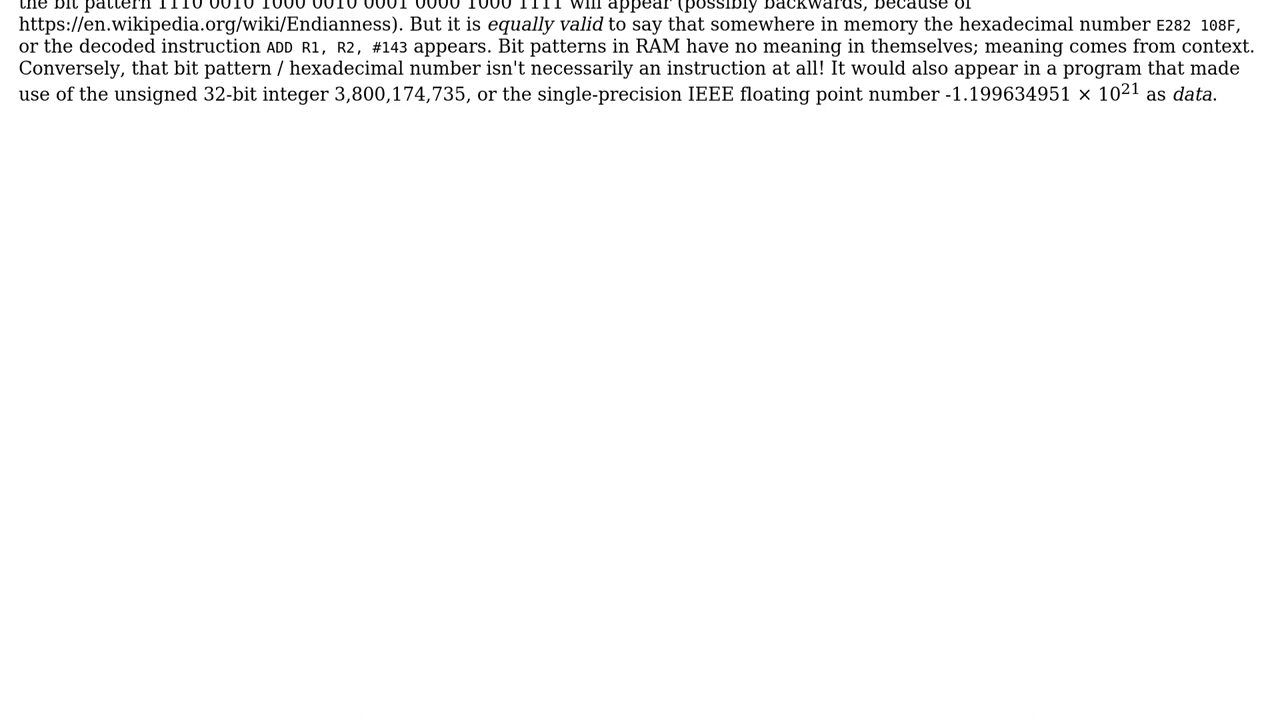 the bit pattern 1110 0010 1000 0010 0001 0000 1000 1111 will appear (possibly backwards, because of
https://en.wikipedia.org/wiki/Endianness). But it is equally valid to say that somewhere in memory the hexadecimal number E282 108F,
or the decoded instruction ADD R1, R2, #143 appears. Bit patterns in RAM have no meaning in themselves; meaning comes from context.
Conversely, that bit pattern / hexadecimal number isn't necessarily an instruction at all! It would also appear in a program that made
use of the unsigned 32-bit integer 3,800,174,735, or the single-precision IEEE floating point number -1.199634951 × 10²¹ as data.